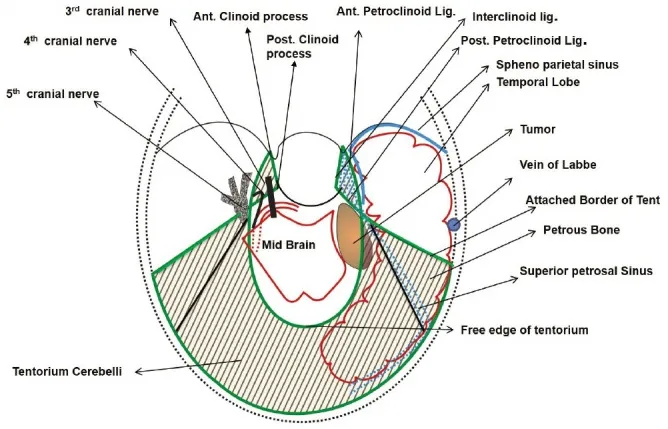 3rd cranial nerve
4th cranial nerve
5th cranial nerve
Ant. Clinoid process
Post. Clinoid
process
Ant. Petroclinoid Lig.
Interclinoid lig.
Post. Petroclinoid Lig.
Spheno parietal sinus
Temporal Lobe
Tumor
Vein of Labbe
Attached Border of Tent
Petrous Bone
Superior petrosal Sinus
Free edge of tentorium
Mid Brain
Tentorium Cerebelli